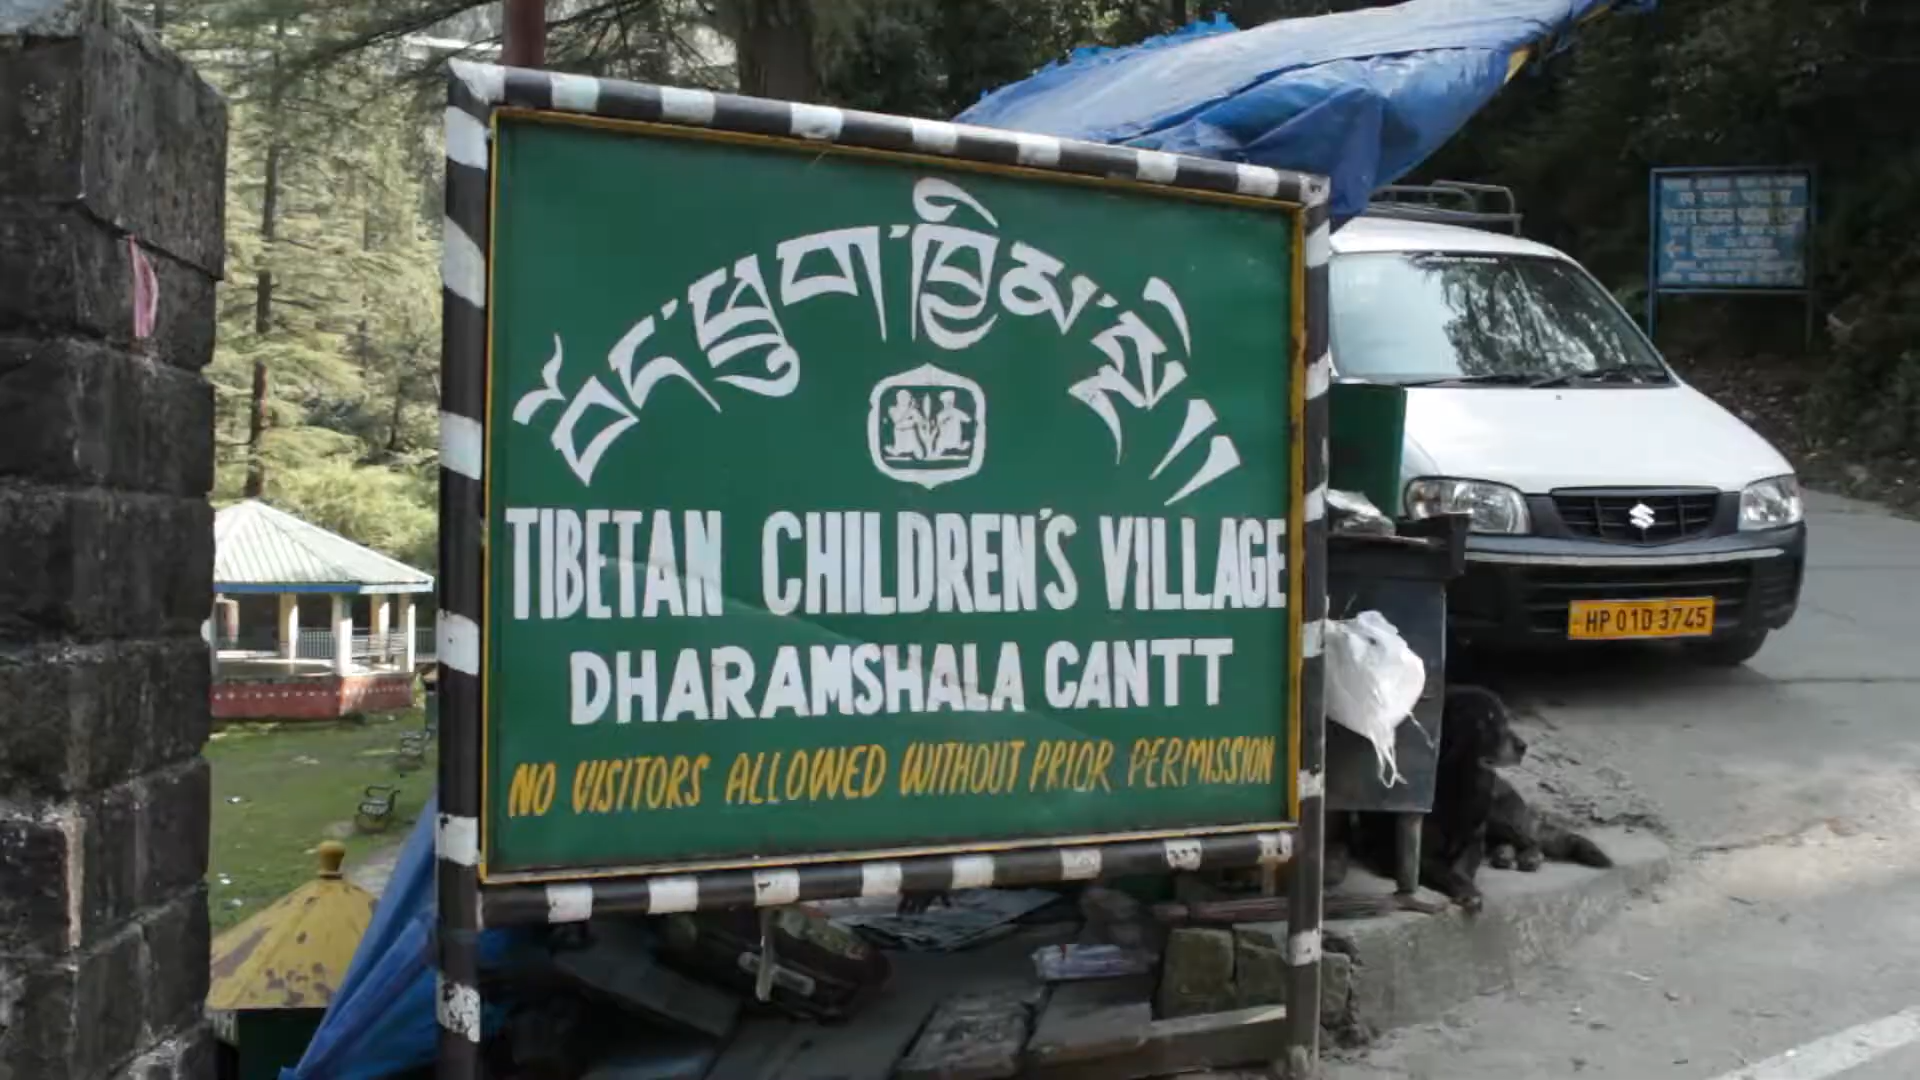 བོད་ཕྲུག་ཁྱིམ་སྡེ།།
TIBETAN CHILDREN'S VILLAGE
DHARAMSHALA CANTT
NO VISITORS ALLOWED WITHOUT PRIOR PERMISSION
HP 01D 3745